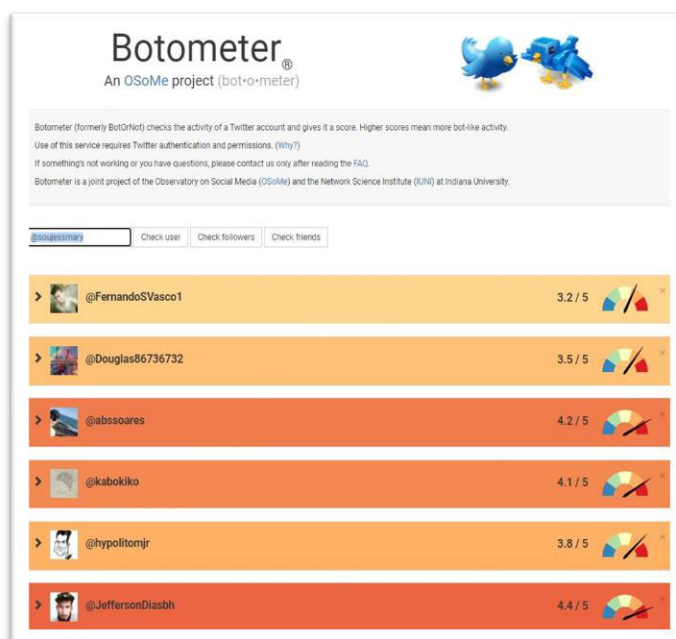 Botometer®
An OSoMe project (bot•o•meter)
Botometer (formerly BotOrNot) checks the activity of a Twitter account and gives it a score. Higher scores mean more bot-like activity.
Use of this service requires Twitter authentication and permissions. (Why?)
If something's not working or you have questions, please contact us only after reading the FAQ.
Botometer is a joint project of the Observatory on Social Media (OSoMe) and the Network Science Institute (IUNI) at Indiana University.
@soujessmary Check user Check followers Check friends
@FernandoSVasco1 3.2 / 5 ×
@Douglas86736732 3.5 / 5 ×
@abssoares 4.2 / 5 ×
@kabokiko 4.1 / 5 ×
@hypolitomjr 3.8 / 5 ×
@JeffersonDiasbh 4.4 / 5 ×